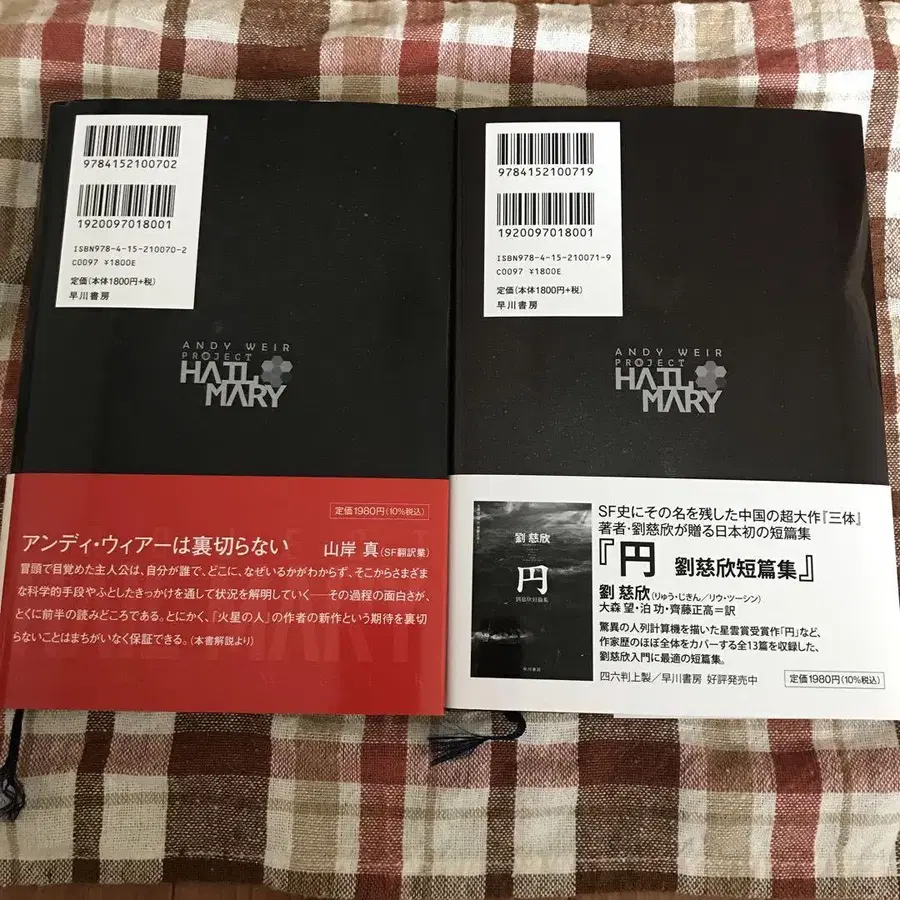 9784152100702
1920097018001
ISBN978-4-15-210070-2
C0097 ¥1800E
定価(本体1800円+税)
早川書房
ANDY WEIR
PROJECT
HAIL
MARY
定価1980円(10%税込)
アンディ・ウィアーは裏切らない 山岸 真(SF翻訳業)
冒頭で目覚めた主人公は、自分が誰で、どこに、なぜいるかがわからず、そこからさまざま
な科学的手段やふとしたきっかけを通して状況を解明していく──その過程の面白さが、
とくに前半の読みどころである。とにかく、『火星の人』の作者の新作という期待を裏切
らないことはまちがいなく保証できる。(本書解説より)
9784152100719
1920097018001
ISBN978-4-15-210071-9
C0097 ¥1800E
定価(本体1800円+税)
早川書房
ANDY WEIR
PROJECT
HAIL
MARY
劉慈欣
円
劉慈欣短篇集
早川書房
SF史にその名を残した中国の超大作『三体』
著者・劉慈欣が贈る日本初の短篇集
『円 劉慈欣短篇集』
劉 慈欣(りゅう・じきん/リウ・ツーシン)
大森 望・泊 功・齊藤正高=訳
驚異の人列計算機を描いた星雲賞受賞作「円」など、
作家歴のほぼ全体をカバーする全13篇を収録した、
劉慈欣入門に最適の短篇集。
四六判上製/早川書房 好評発売中
定価1980円(10%税込)